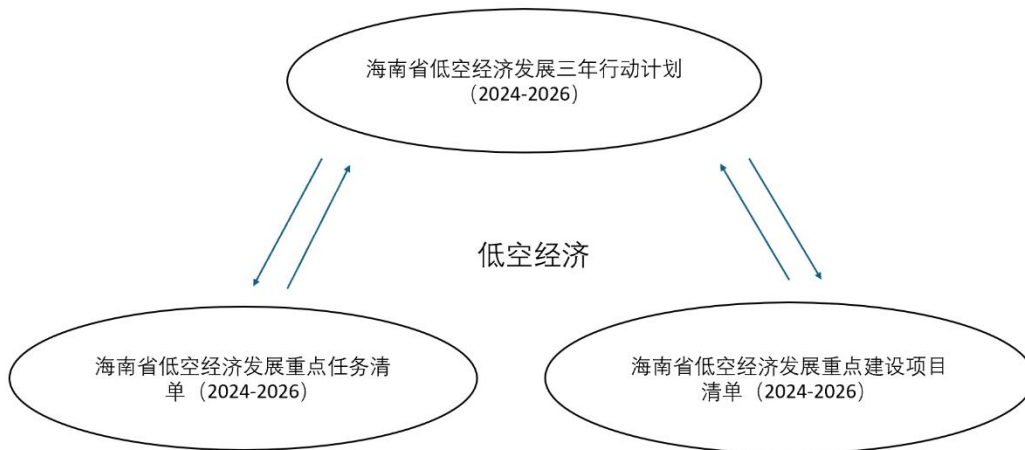 海南省低空经济发展三年行动计划
（2024-2026）
低空经济
海南省低空经济发展重点任务清
单（2024-2026）
海南省低空经济发展重点建设项目
清单（2024-2026）